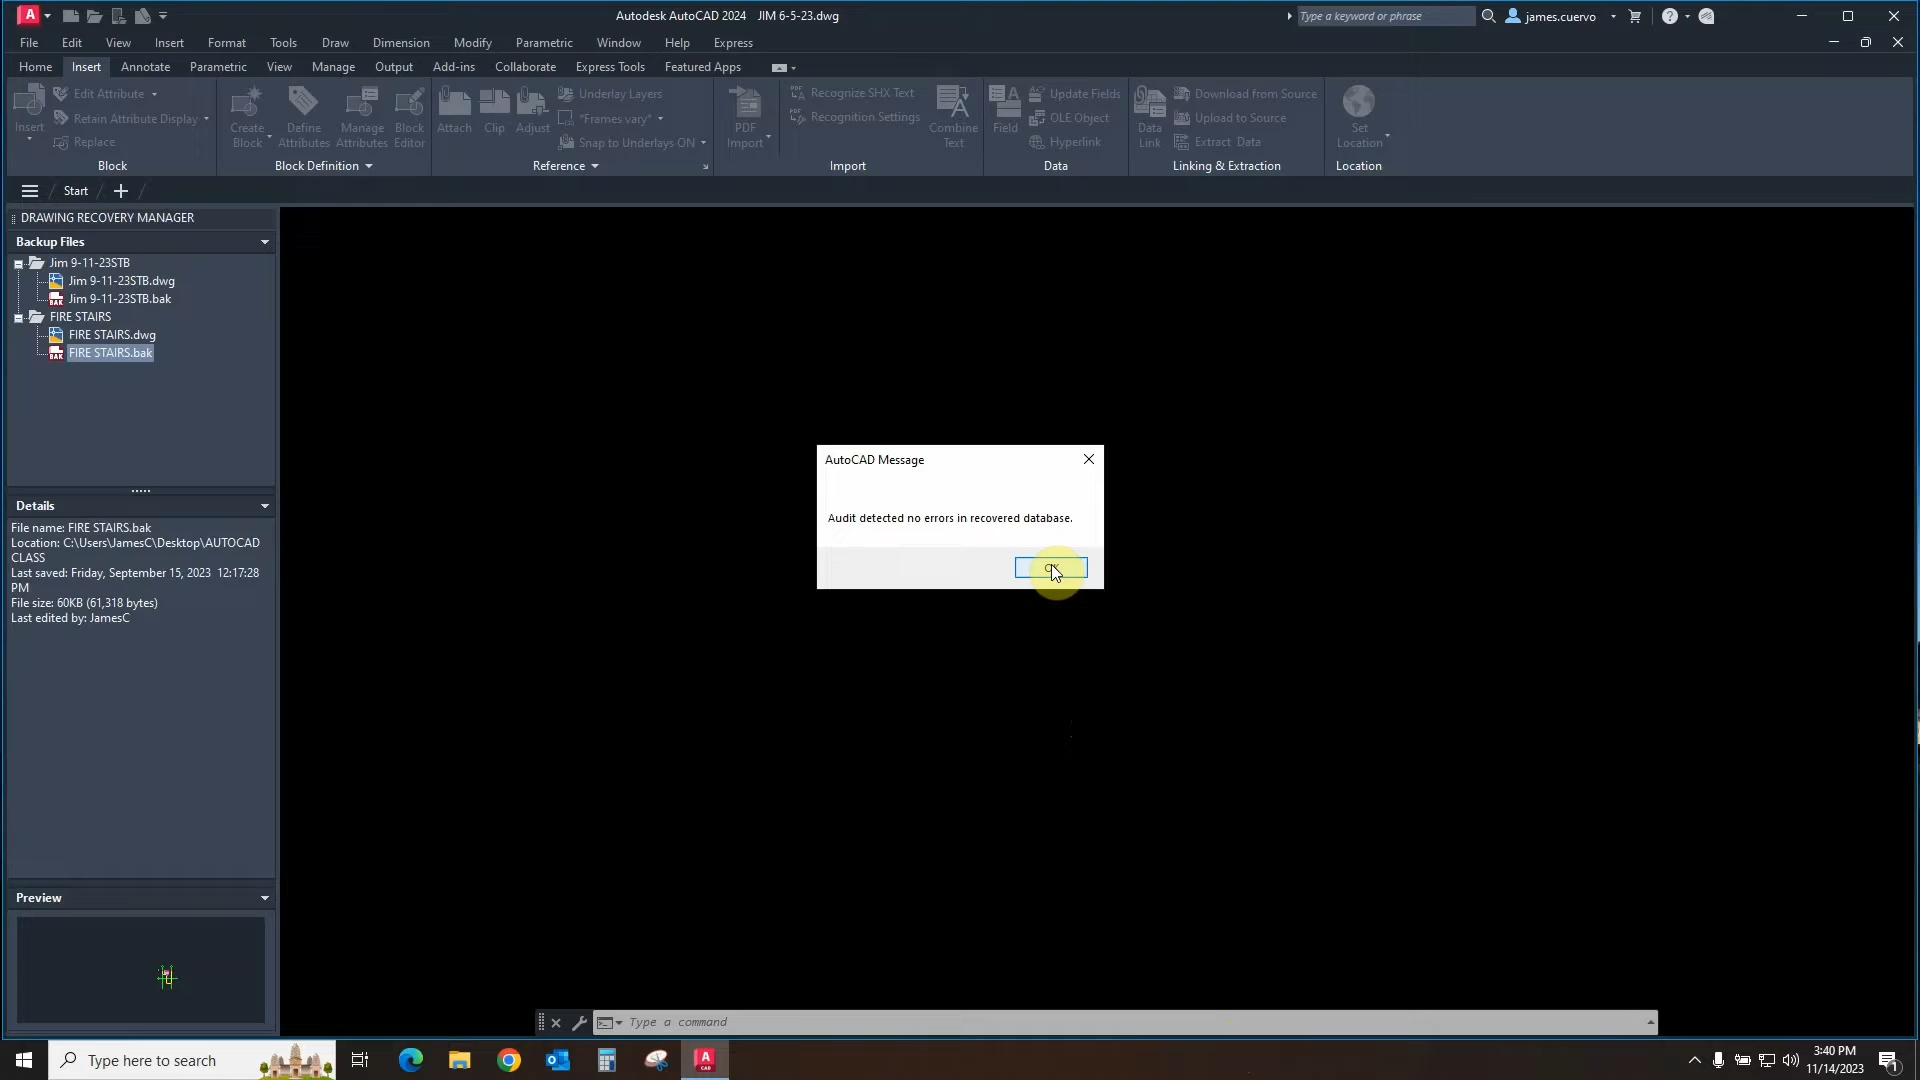 Autodesk AutoCAD 2024 JIM 6-5-23.dwg
Type a keyword or phrase
james.cuervo
File Edit View Insert Format Tools Draw Dimension Modify Parametric Window Help Express
Home Insert Annotate Parametric View Manage Output Add-ins Collaborate Express Tools Featured Apps
Insert
Edit Attribute
Retain Attribute Display
Replace
Block
Create Block
Define Attributes
Manage Attributes
Block Editor
Block Definition
Attach
Clip
Adjust
Underlay Layers
*Frames vary*
Snap to Underlays ON
Reference
PDF Import
Recognize SHX Text
Recognition Settings
Combine Text
Import
Field
Update Fields
OLE Object
Hyperlink
Data
Data Link
Download from Source
Upload to Source
Extract Data
Linking & Extraction
Set Location
Location
Start
DRAWING RECOVERY MANAGER
Backup Files
Jim 9-11-23STB
Jim 9-11-23STB.dwg
Jim 9-11-23STB.bak
FIRE STAIRS
FIRE STAIRS.dwg
FIRE STAIRS.bak
Details
File name: FIRE STAIRS.bak
Location: C:\Users\JamesC\Desktop\AUTOCAD
CLASS
Last saved: Friday, September 15, 2023 12:17:28
PM
File size: 60KB (61,318 bytes)
Last edited by: JamesC
Preview
AutoCAD Message
Audit detected no errors in recovered database.
OK
Type a command
Type here to search
3:40 PM
11/14/2023